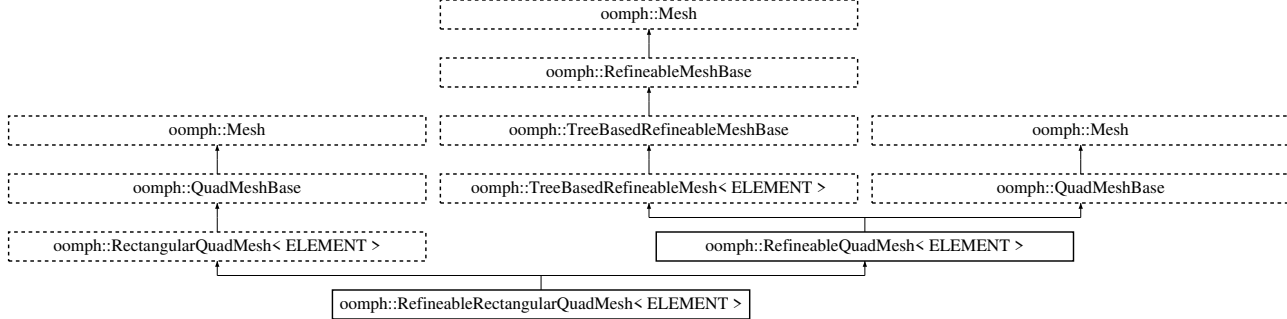 oomph::Mesh
oomph::RefineableMeshBase
oomph::Mesh
oomph::TreeBasedRefineableMeshBase
oomph::Mesh
oomph::QuadMeshBase
oomph::TreeBasedRefineableMesh< ELEMENT >
oomph::QuadMeshBase
oomph::RectangularQuadMesh< ELEMENT >
oomph::RefineableQuadMesh< ELEMENT >
oomph::RefineableRectangularQuadMesh< ELEMENT >